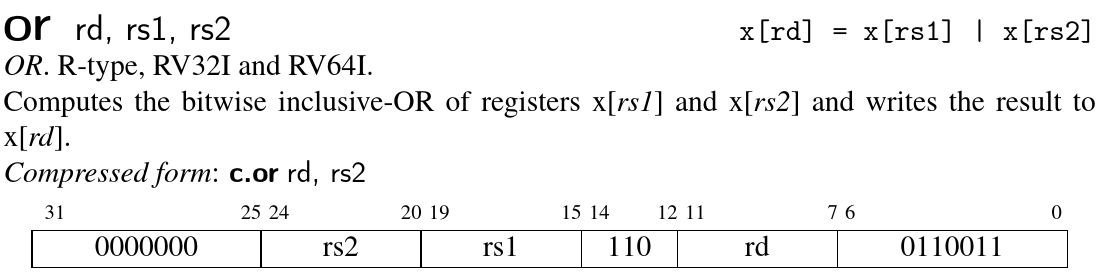 or rd, rs1, rs2 x[rd] = x[rs1] | x[rs2]
OR. R-type, RV32I and RV64I.
Computes the bitwise inclusive-OR of registers x[rs1] and x[rs2] and writes the result to
x[rd].
Compressed form: c.or rd, rs2
31 25 24 20 19 15 14 12 11 7 6 0
0000000 rs2 rs1 110 rd 0110011